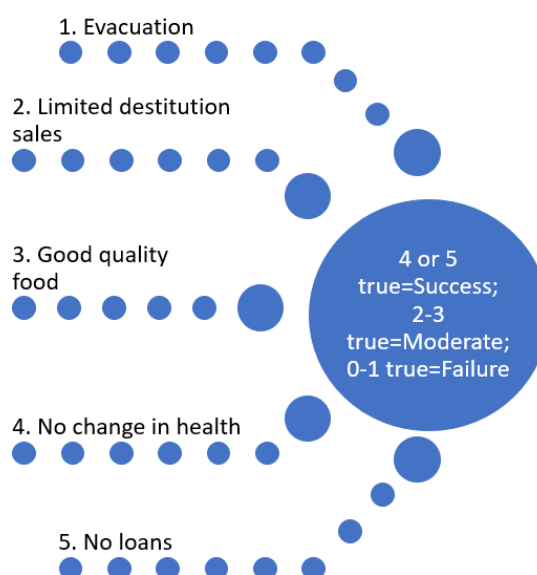 1. Evacuation
2. Limited destitution
sales
3. Good quality
food
4. No change in health
5. No loans
4 or 5
true=Success;
2-3
true=Moderate;
0-1 true=Failure